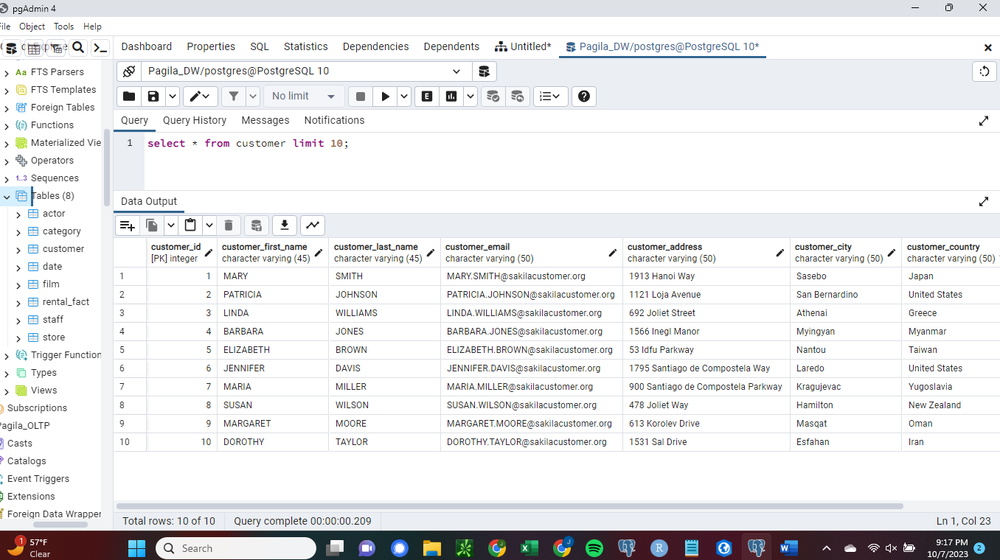 pgAdmin 4
File Object Tools Help
Dashboard Properties SQL Statistics Dependencies Dependents Untitled* Pagila_DW/postgres@PostgreSQL 10*
Pagila_DW/postgres@PostgreSQL 10
No limit
E
Query Query History Messages Notifications
1 select * from customer limit 10;
Aa FTS Parsers
FTS Templates
Foreign Tables
Functions
Materialized Vie
Operators
1..3 Sequences
Tables (8)
actor
category
customer
date
film
rental_fact
staff
store
Trigger Function
Types
Views
Subscriptions
Pagila_OLTP
Casts
Catalogs
Event Triggers
Extensions
Foreign Data Wrapper
Data Output
customer_id customer_first_name customer_last_name customer_email customer_address customer_city customer_country
[PK] integer character varying (45) character varying (45) character varying (50) character varying (50) character varying (50) character varying (50)
1 1 MARY SMITH MARY.SMITH@sakilacustomer.org 1913 Hanoi Way Sasebo Japan
2 2 PATRICIA JOHNSON PATRICIA.JOHNSON@sakilacustomer.org 1121 Loja Avenue San Bernardino United States
3 3 LINDA WILLIAMS LINDA.WILLIAMS@sakilacustomer.org 692 Joliet Street Athenai Greece
4 4 BARBARA JONES BARBARA.JONES@sakilacustomer.org 1566 Inegl Manor Myingyan Myanmar
5 5 ELIZABETH BROWN ELIZABETH.BROWN@sakilacustomer.org 53 Idfu Parkway Nantou Taiwan
6 6 JENNIFER DAVIS JENNIFER.DAVIS@sakilacustomer.org 1795 Santiago de Compostela Way Laredo United States
7 7 MARIA MILLER MARIA.MILLER@sakilacustomer.org 900 Santiago de Compostela Parkway Kragujevac Yugoslavia
8 8 SUSAN WILSON SUSAN.WILSON@sakilacustomer.org 478 Joliet Way Hamilton New Zealand
9 9 MARGARET MOORE MARGARET.MOORE@sakilacustomer.org 613 Korolev Drive Masqat Oman
10 10 DOROTHY TAYLOR DOROTHY.TAYLOR@sakilacustomer.org 1531 Sal Drive Esfahan Iran
Total rows: 10 of 10 Query complete 00:00:00.209 Ln 1, Col 23
1 57°F
Clear
Search
9:17 PM
10/7/2023
2